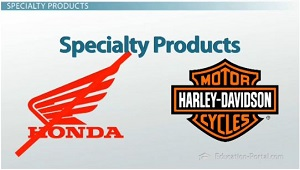 SPECIALTY PRODUCTS
Specialty Products
HONDA
MOTOR
HARLEY-DAVIDSON
CYCLES
Education-Portal.com